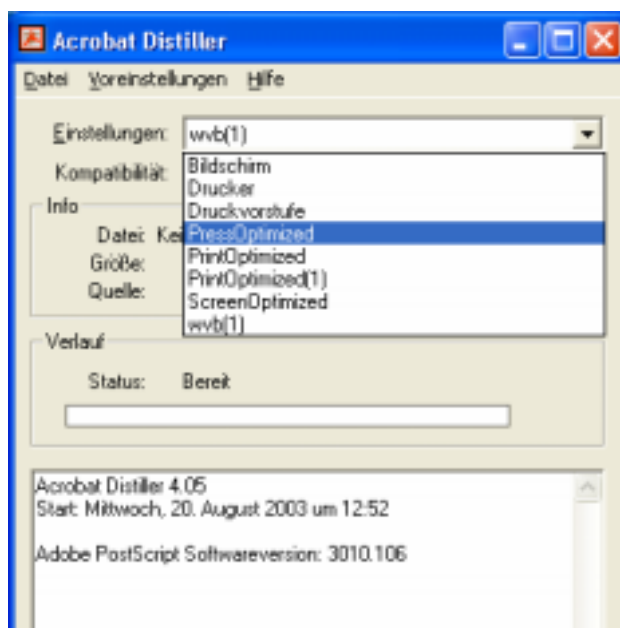 Acrobat Distiller
Datei Voreinstellungen Hilfe
Einstellungen: wvb(1)
Kompatibilität:
Bildschirm
Drucker
Druckvorstufe
PressOptimized
PrintOptimized
PrintOptimized(1)
ScreenOptimized
wvb(1)
Info
Datei:
Größe:
Quelle:
Verlauf
Status: Bereit
Acrobat Distiller 4.05
Start: Mittwoch, 20. August 2003 um 12:52
Adobe PostScript Softwareversion: 3010.106